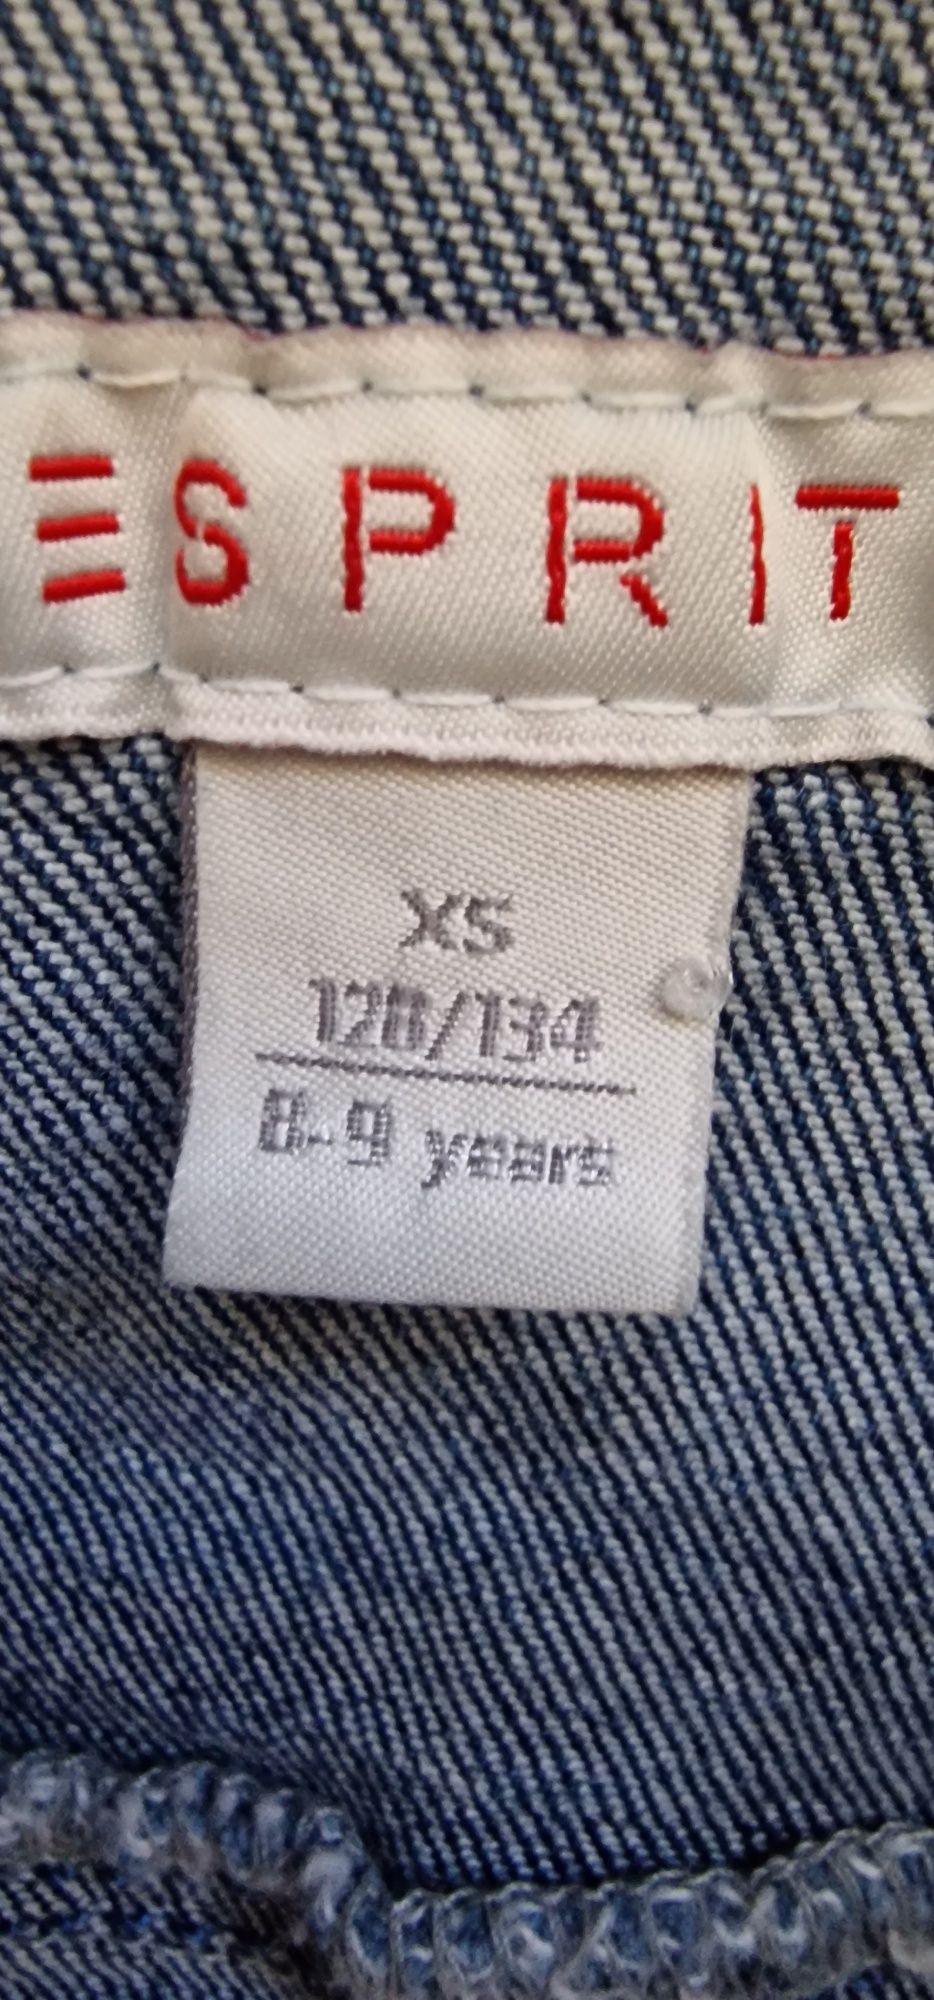 ESPRIT
XS
128/134
8-9 years